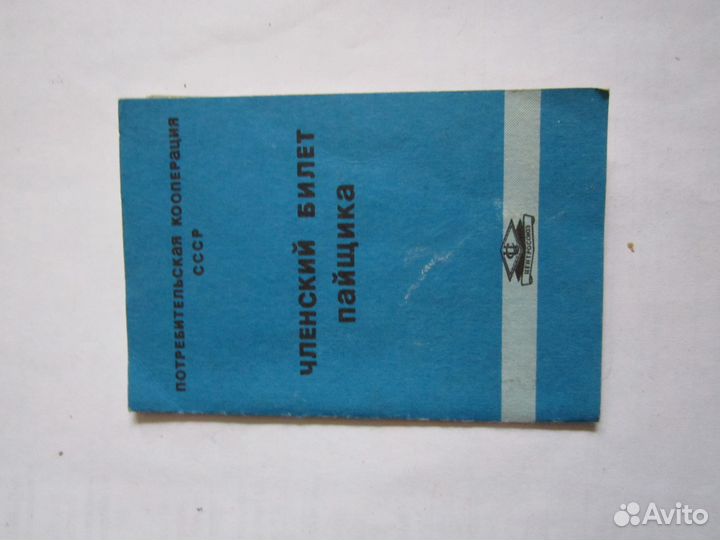 ПОТРЕБИТЕЛЬСКАЯ КООПЕРАЦИЯ
СССР
ЧЛЕНСКИЙ БИЛЕТ
пайщика
ЦЕНТРОСОЮЗ
Avito